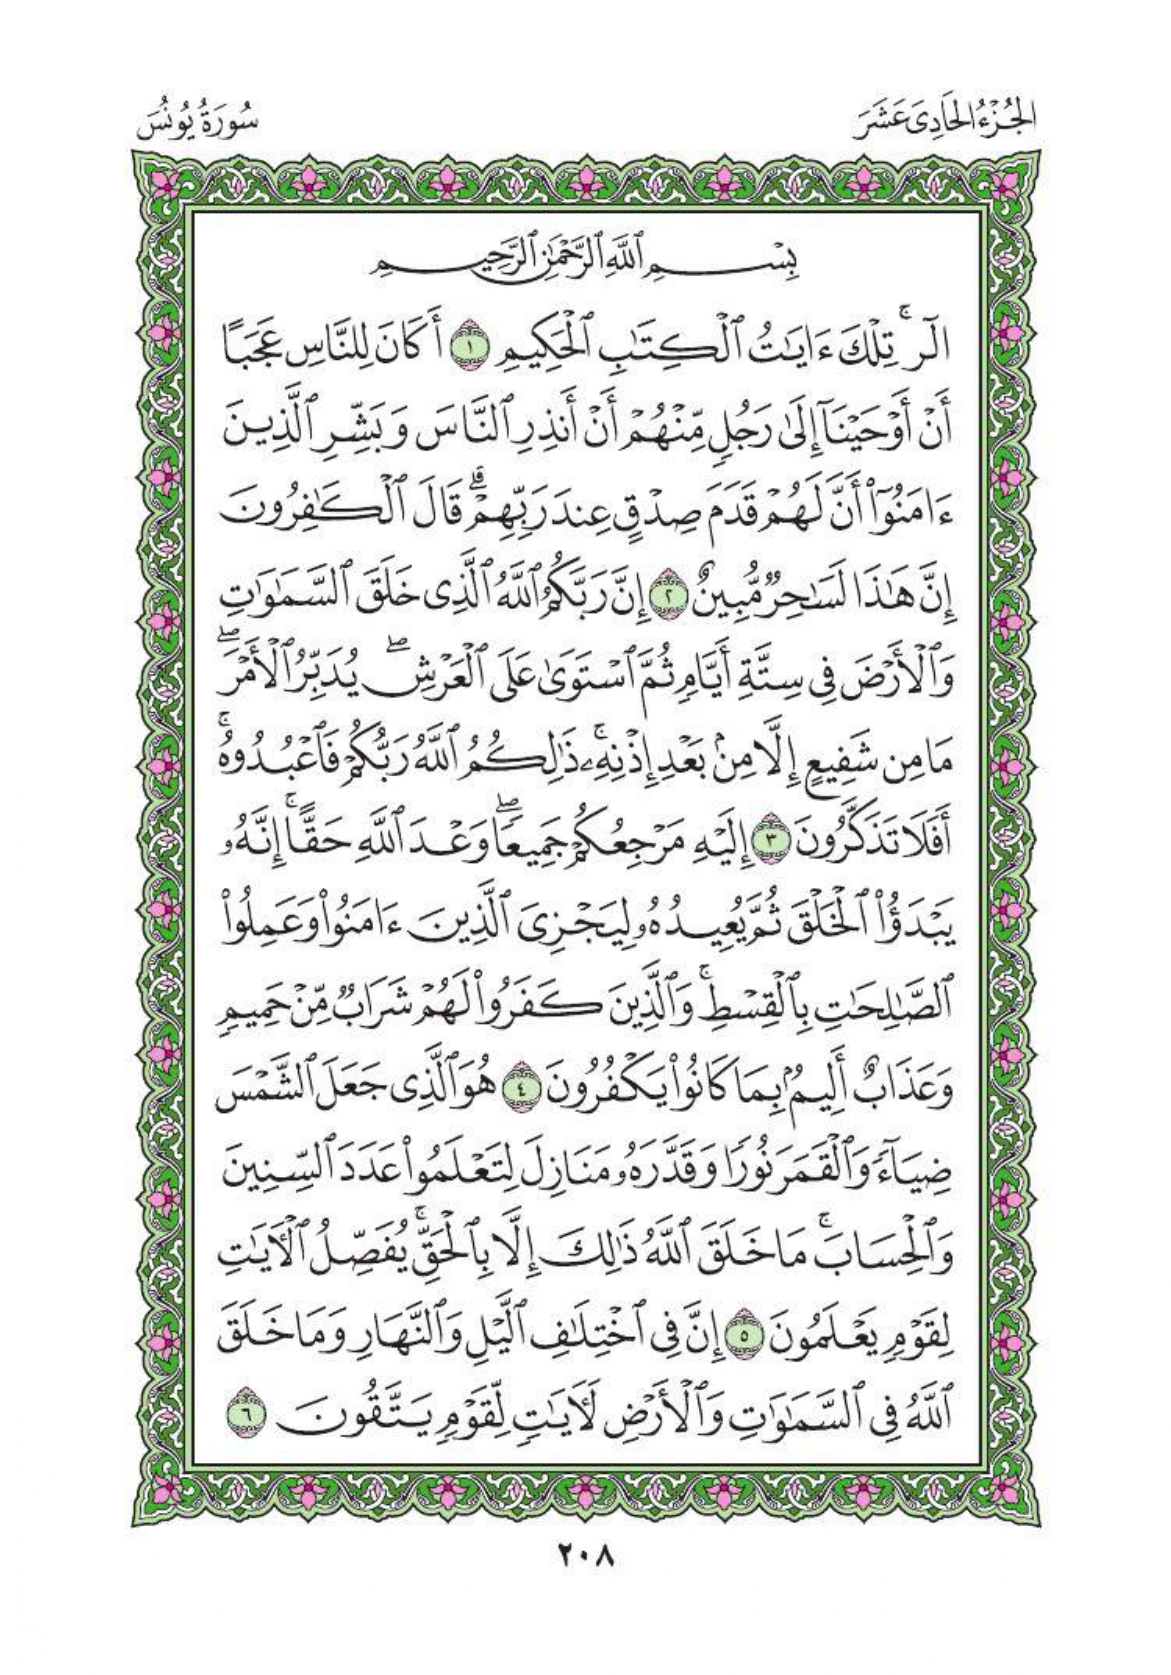 الجُزْءُ الحَادِىَ عَشَرَ
سُورَةُ يُونُسَ
بِسْمِ ٱللَّهِ ٱلرَّحْمَٰنِ ٱلرَّحِيمِ
الٓرۚ تِلْكَ ءَايَٰتُ ٱلْكِتَٰبِ ٱلْحَكِيمِ ١ أَكَانَ لِلنَّاسِ عَجَبًا
أَنْ أَوْحَيْنَآ إِلَىٰ رَجُلٍ مِّنْهُمْ أَنْ أَنذِرِ ٱلنَّاسَ وَبَشِّرِ ٱلَّذِينَ
ءَامَنُوٓا۟ أَنَّ لَهُمْ قَدَمَ صِدْقٍ عِندَ رَبِّهِمْۗ قَالَ ٱلْكَٰفِرُونَ
إِنَّ هَٰذَا لَسَٰحِرٌ مُّبِينٌ ٢ إِنَّ رَبَّكُمُ ٱللَّهُ ٱلَّذِى خَلَقَ ٱلسَّمَٰوَٰتِ
وَٱلْأَرْضَ فِى سِتَّةِ أَيَّامٍ ثُمَّ ٱسْتَوَىٰ عَلَى ٱلْعَرْشِۖ يُدَبِّرُ ٱلْأَمْرَۖ
مَا مِن شَفِيعٍ إِلَّا مِنۢ بَعْدِ إِذْنِهِۦۚ ذَٰلِكُمُ ٱللَّهُ رَبُّكُمْ فَٱعْبُدُوهُۚ
أَفَلَا تَذَكَّرُونَ ٣ إِلَيْهِ مَرْجِعُكُمْ جَمِيعًاۖ وَعْدَ ٱللَّهِ حَقًّاۚ إِنَّهُۥ
يَبْدَؤُا۟ ٱلْخَلْقَ ثُمَّ يُعِيدُهُۥ لِيَجْزِىَ ٱلَّذِينَ ءَامَنُوا۟ وَعَمِلُوا۟
ٱلصَّٰلِحَٰتِ بِٱلْقِسْطِۚ وَٱلَّذِينَ كَفَرُوا۟ لَهُمْ شَرَابٌ مِّنْ حَمِيمٍ
وَعَذَابٌ أَلِيمٌۢ بِمَا كَانُوا۟ يَكْفُرُونَ ٤ هُوَ ٱلَّذِى جَعَلَ ٱلشَّمْسَ
ضِيَآءً وَٱلْقَمَرَ نُورًا وَقَدَّرَهُۥ مَنَازِلَ لِتَعْلَمُوا۟ عَدَدَ ٱلسِّنِينَ
وَٱلْحِسَابَۚ مَا خَلَقَ ٱللَّهُ ذَٰلِكَ إِلَّا بِٱلْحَقِّۚ يُفَصِّلُ ٱلْءَايَٰتِ
لِقَوْمٍ يَعْلَمُونَ ٥ إِنَّ فِى ٱخْتِلَٰفِ ٱلَّيْلِ وَٱلنَّهَارِ وَمَا خَلَقَ
ٱللَّهُ فِى ٱلسَّمَٰوَٰتِ وَٱلْأَرْضِ لَءَايَٰتٍ لِّقَوْمٍ يَتَّقُونَ ٦
٢٠٨